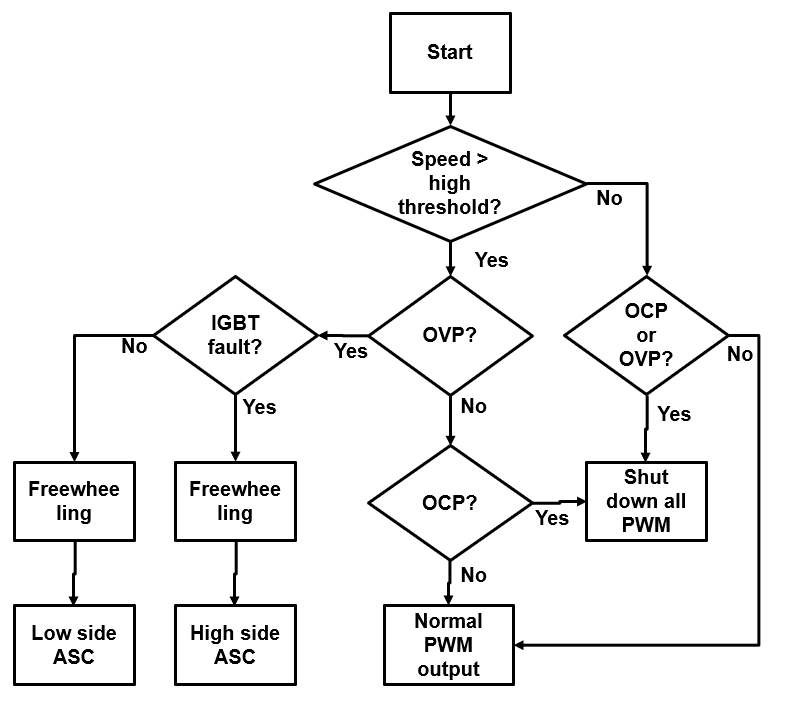 Start
Speed >
high
threshold?
No
Yes
IGBT
fault?
OVP?
OCP
or
OVP?
No
Yes
No
Yes
No
Yes
Freewhee
ling
Freewhee
ling
OCP?
Yes
Shut
down all
PWM
No
Low side
ASC
High side
ASC
Normal
PWM
output